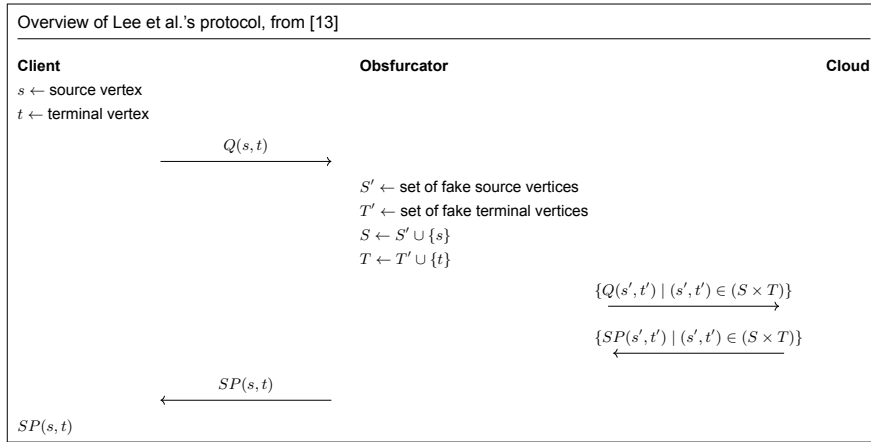 Overview of Lee et al.'s protocol, from [13]
Client Obsfurcator Cloud
s ← source vertex
t ← terminal vertex
Q(s, t)
S′ ← set of fake source vertices
T′ ← set of fake terminal vertices
S ← S′ ∪ {s}
T ← T′ ∪ {t}
{Q(s′, t′) | (s′, t′) ∈ (S × T)}
{SP(s′, t′) | (s′, t′) ∈ (S × T)}
SP(s, t)
SP(s, t)